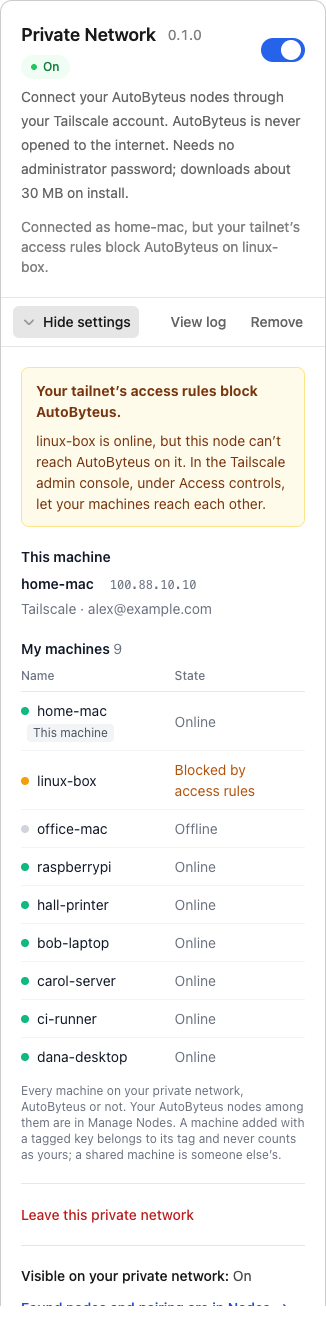 Private Network 0.1.0
On
Connect your AutoByteus nodes through
your Tailscale account. AutoByteus is never
opened to the internet. Needs no
administrator password; downloads about
30 MB on install.
Connected as home-mac, but your tailnet’s
access rules block AutoByteus on linux-
box.
Hide settings View log Remove
Your tailnet’s access rules block
AutoByteus.
linux-box is online, but this node can’t
reach AutoByteus on it. In the Tailscale
admin console, under Access controls,
let your machines reach each other.
This machine
home-mac 100.88.10.10
Tailscale · alex@example.com
My machines 9
Name State
home-mac
This machine
Online
linux-box
Blocked by
access rules
office-mac Offline
raspberrypi Online
hall-printer Online
bob-laptop Online
carol-server Online
ci-runner Online
dana-desktop Online
Every machine on your private network,
AutoByteus or not. Your AutoByteus nodes among
them are in Manage Nodes. A machine added with
a tagged key belongs to its tag and never counts
as yours; a shared machine is someone else’s.
Leave this private network
Visible on your private network: On
Found nodes and pairing are in Nodes →